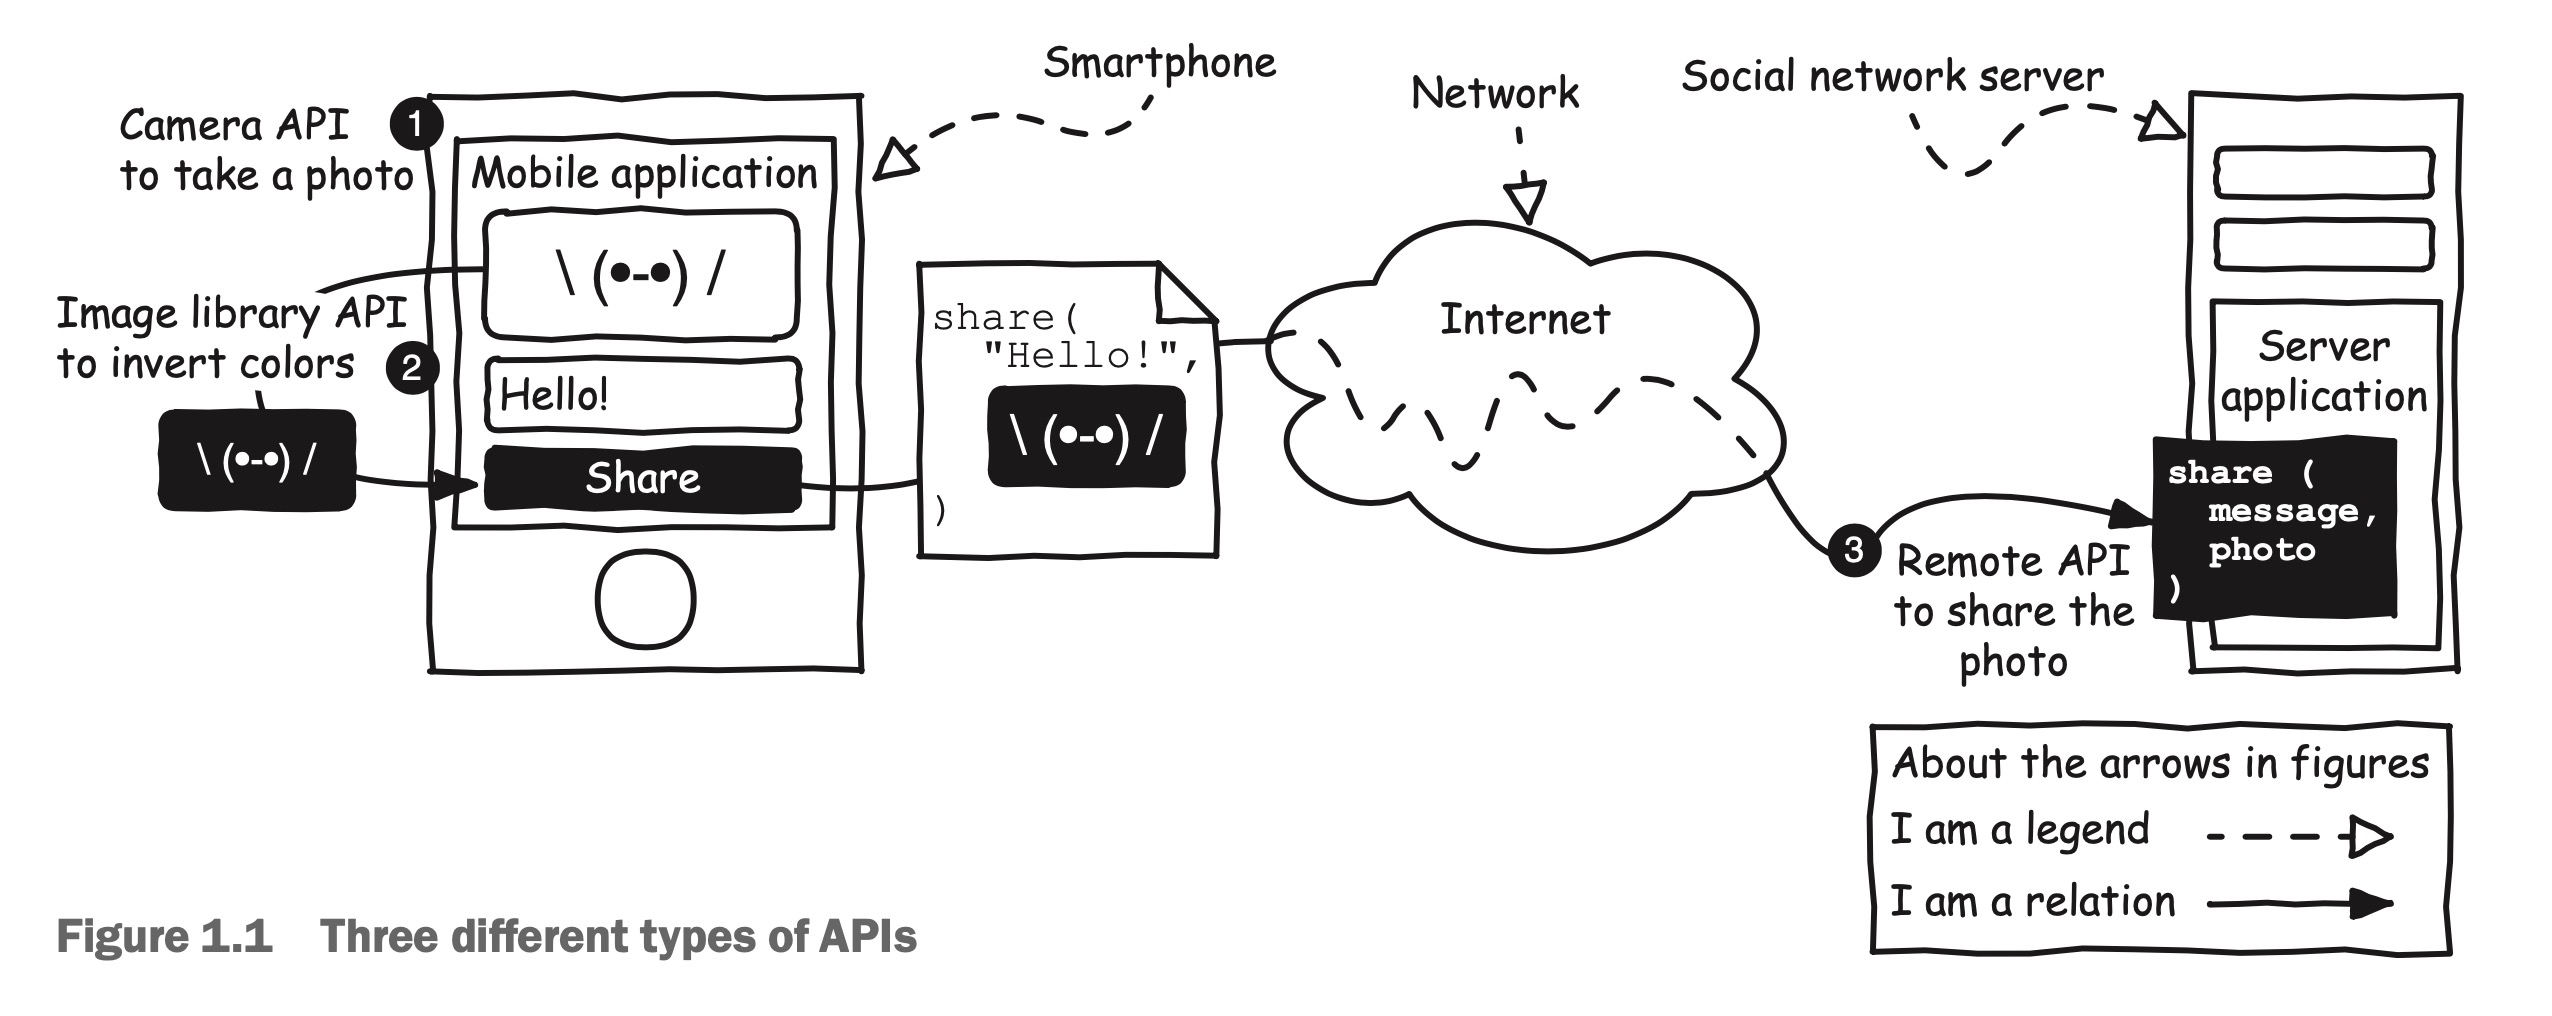 Smartphone
Network
Social network server
Camera API
to take a photo
1
Mobile application
\ (•-•) /
Image library API
to invert colors
2
\ (•-•) /
Hello!
Share
share(
"Hello!",
\ (•-•) /
)
Internet
3
Remote API
to share the
photo
Server
application
share (
message,
photo
)
About the arrows in figures
I am a legend
I am a relation
Figure 1.1 Three different types of APIs